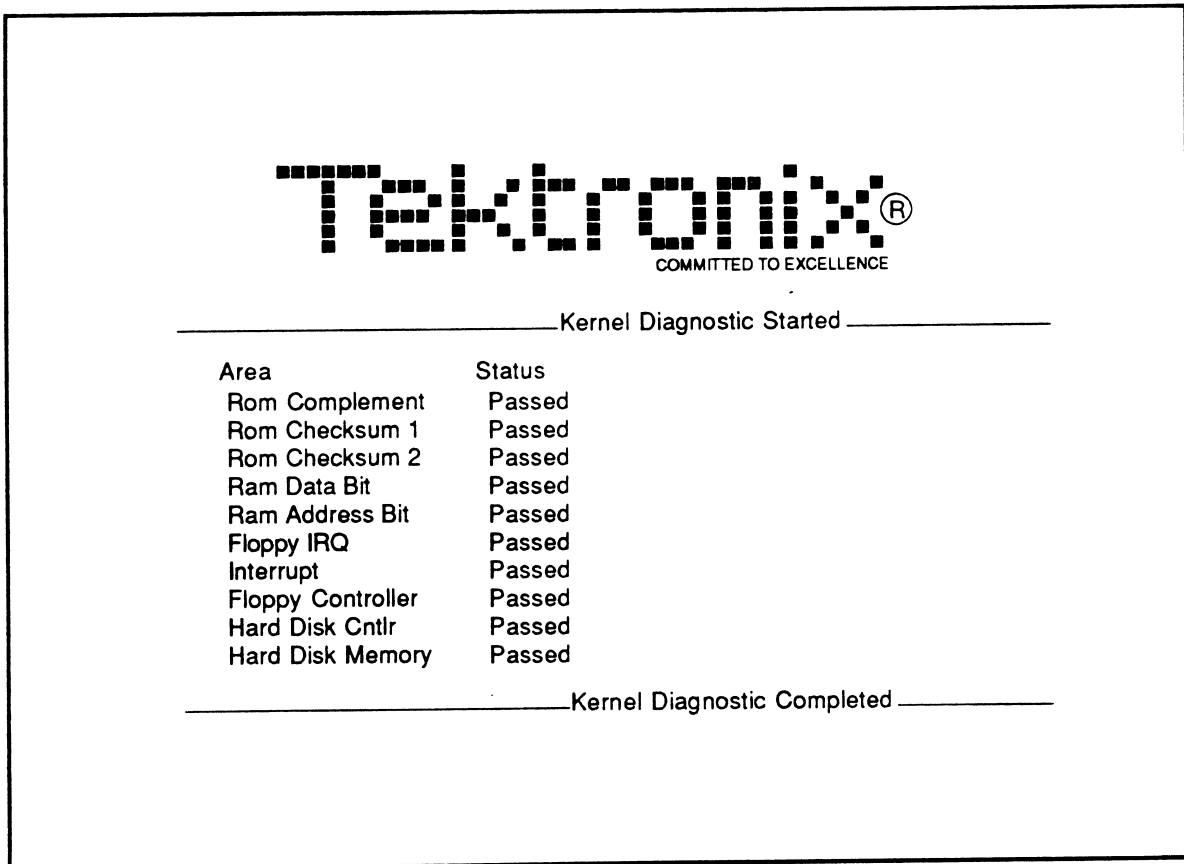 Tektronix®
COMMITTED TO EXCELLENCE
Kernel Diagnostic Started
Area Status
Rom Complement Passed
Rom Checksum 1 Passed
Rom Checksum 2 Passed
Ram Data Bit Passed
Ram Address Bit Passed
Floppy IRQ Passed
Interrupt Passed
Floppy Controller Passed
Hard Disk Cntlr Passed
Hard Disk Memory Passed
Kernel Diagnostic Completed